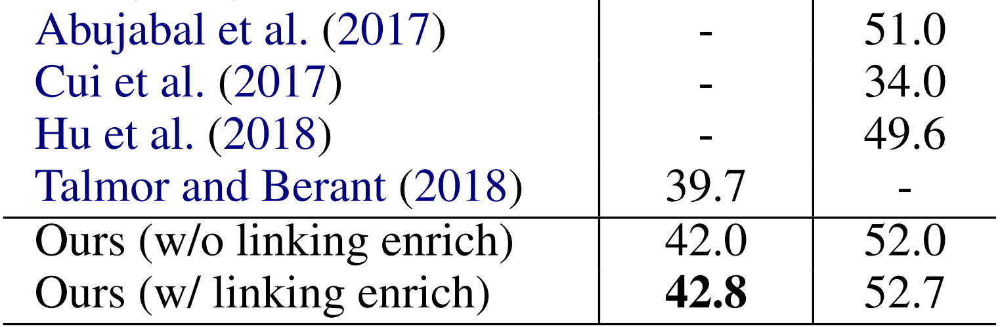 Abujabal et al. (2017) - 51.0
Cui et al. (2017) - 34.0
Hu et al. (2018) - 49.6
Talmor and Berant (2018) 39.7 -
Ours (w/o linking enrich) 42.0 52.0
Ours (w/ linking enrich) 42.8 52.7